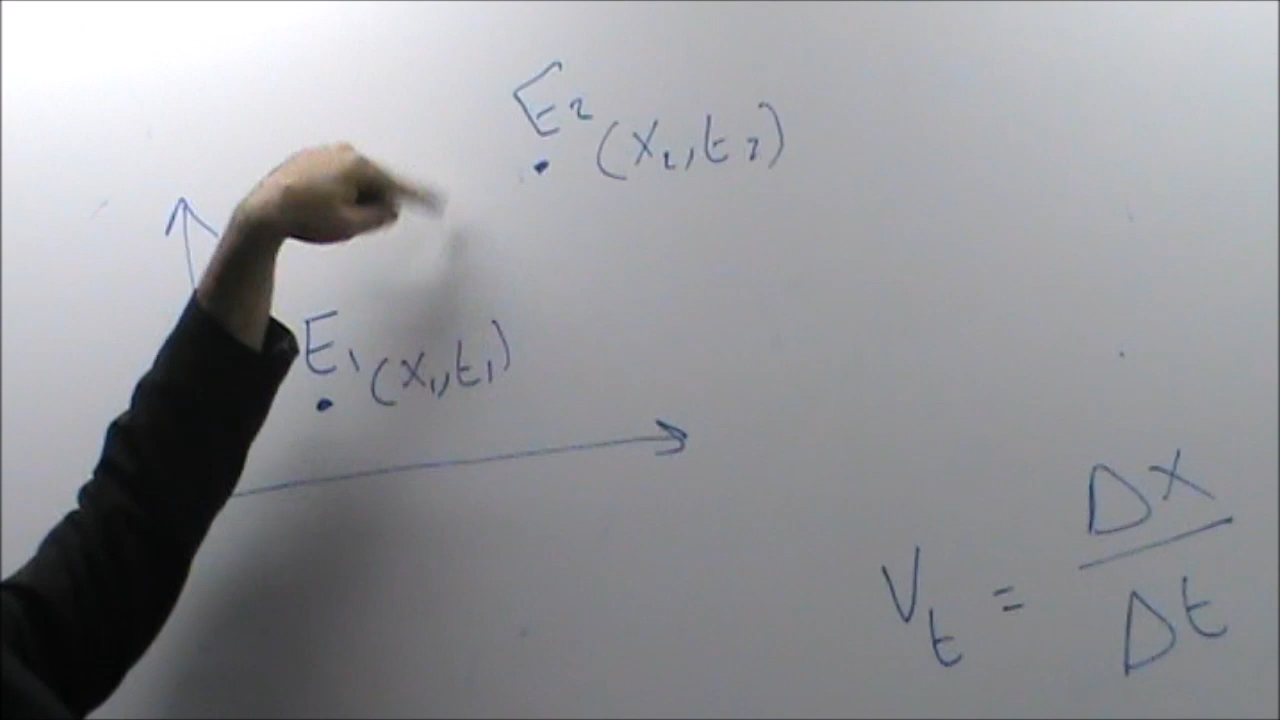 E2 (x2, t2)
E1 (x1, t1)
Vt = Δx / Δt